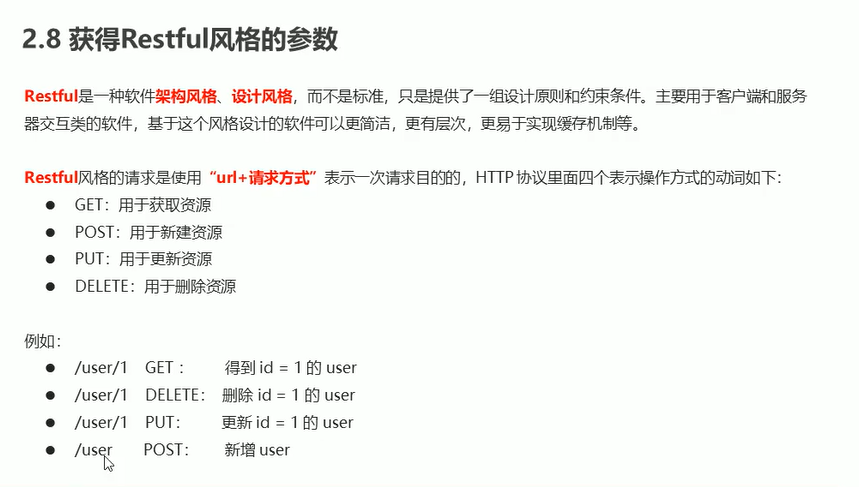 2.8 获得Restful风格的参数
Restful是一种软件架构风格、设计风格，而不是标准，只是提供了一组设计原则和约束条件。主要用于客户端和服务
器交互类的软件，基于这个风格设计的软件可以更简洁，更有层次，更易于实现缓存机制等。
Restful风格的请求是使用“url+请求方式”表示一次请求目的的，HTTP 协议里面四个表示操作方式的动词如下：
● GET：用于获取资源
● POST：用于新建资源
● PUT：用于更新资源
● DELETE：用于删除资源
例如：
● /user/1 GET ： 得到 id = 1 的 user
● /user/1 DELETE： 删除 id = 1 的 user
● /user/1 PUT： 更新 id = 1 的 user
● /user POST： 新增 user